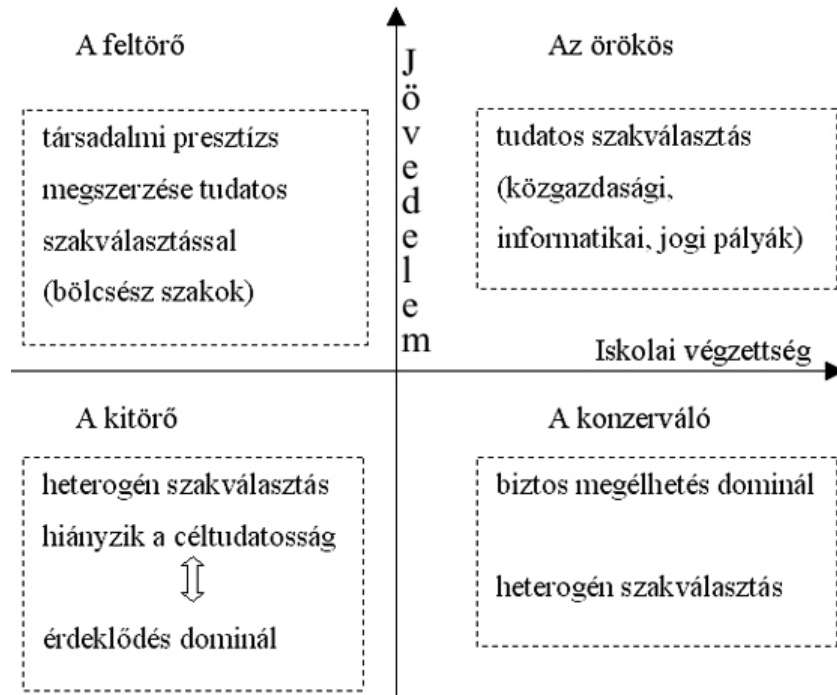 A feltörő
társadalmi presztízs
megszerzése tudatos
szakválasztással
(bölcsész szakok)
Jövedelem
Az örökös
tudatos szakválasztás
(közgazdasági,
informatikai, jogi pályák)
Iskolai végzettség
A kitörő
heterogén szakválasztás
hiányzik a céltudatosság
érdeklődés dominál
A konzerváló
biztos megélhetés dominál
heterogén szakválasztás